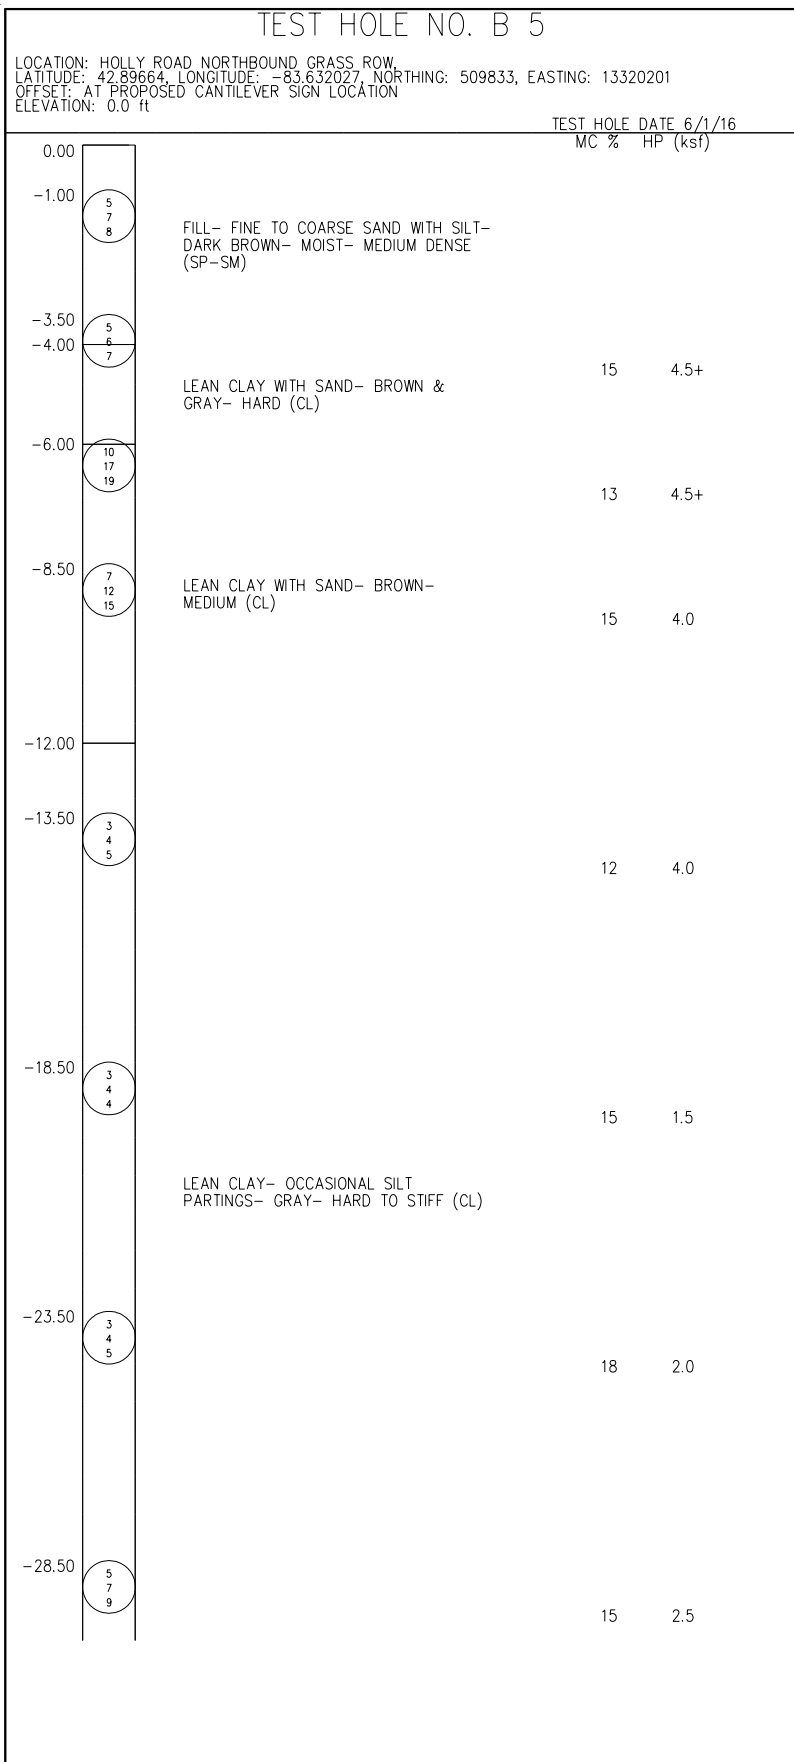 TEST HOLE NO. B 5
LOCATION: HOLLY ROAD NORTHBOUND GRASS ROW,
LATITUDE: 42.89664, LONGITUDE: -83.632027, NORTHING: 509833, EASTING: 13320201
OFFSET: AT PROPOSED CANTILEVER SIGN LOCATION
ELEVATION: 0.0 ft
TEST HOLE DATE 6/1/16
MC % HP (ksf)
0.00
-1.00
5
7
8
FILL- FINE TO COARSE SAND WITH SILT-
DARK BROWN- MOIST- MEDIUM DENSE
(SP-SM)
-3.50
5
6
-4.00
7
15 4.5+
LEAN CLAY WITH SAND- BROWN &
GRAY- HARD (CL)
-6.00
10
17
19
13 4.5+
-8.50
7
12
15
LEAN CLAY WITH SAND- BROWN-
MEDIUM (CL)
15 4.0
-12.00
-13.50
3
4
5
12 4.0
-18.50
3
4
4
15 1.5
LEAN CLAY- OCCASIONAL SILT
PARTINGS- GRAY- HARD TO STIFF (CL)
-23.50
3
4
5
18 2.0
-28.50
5
7
9
15 2.5